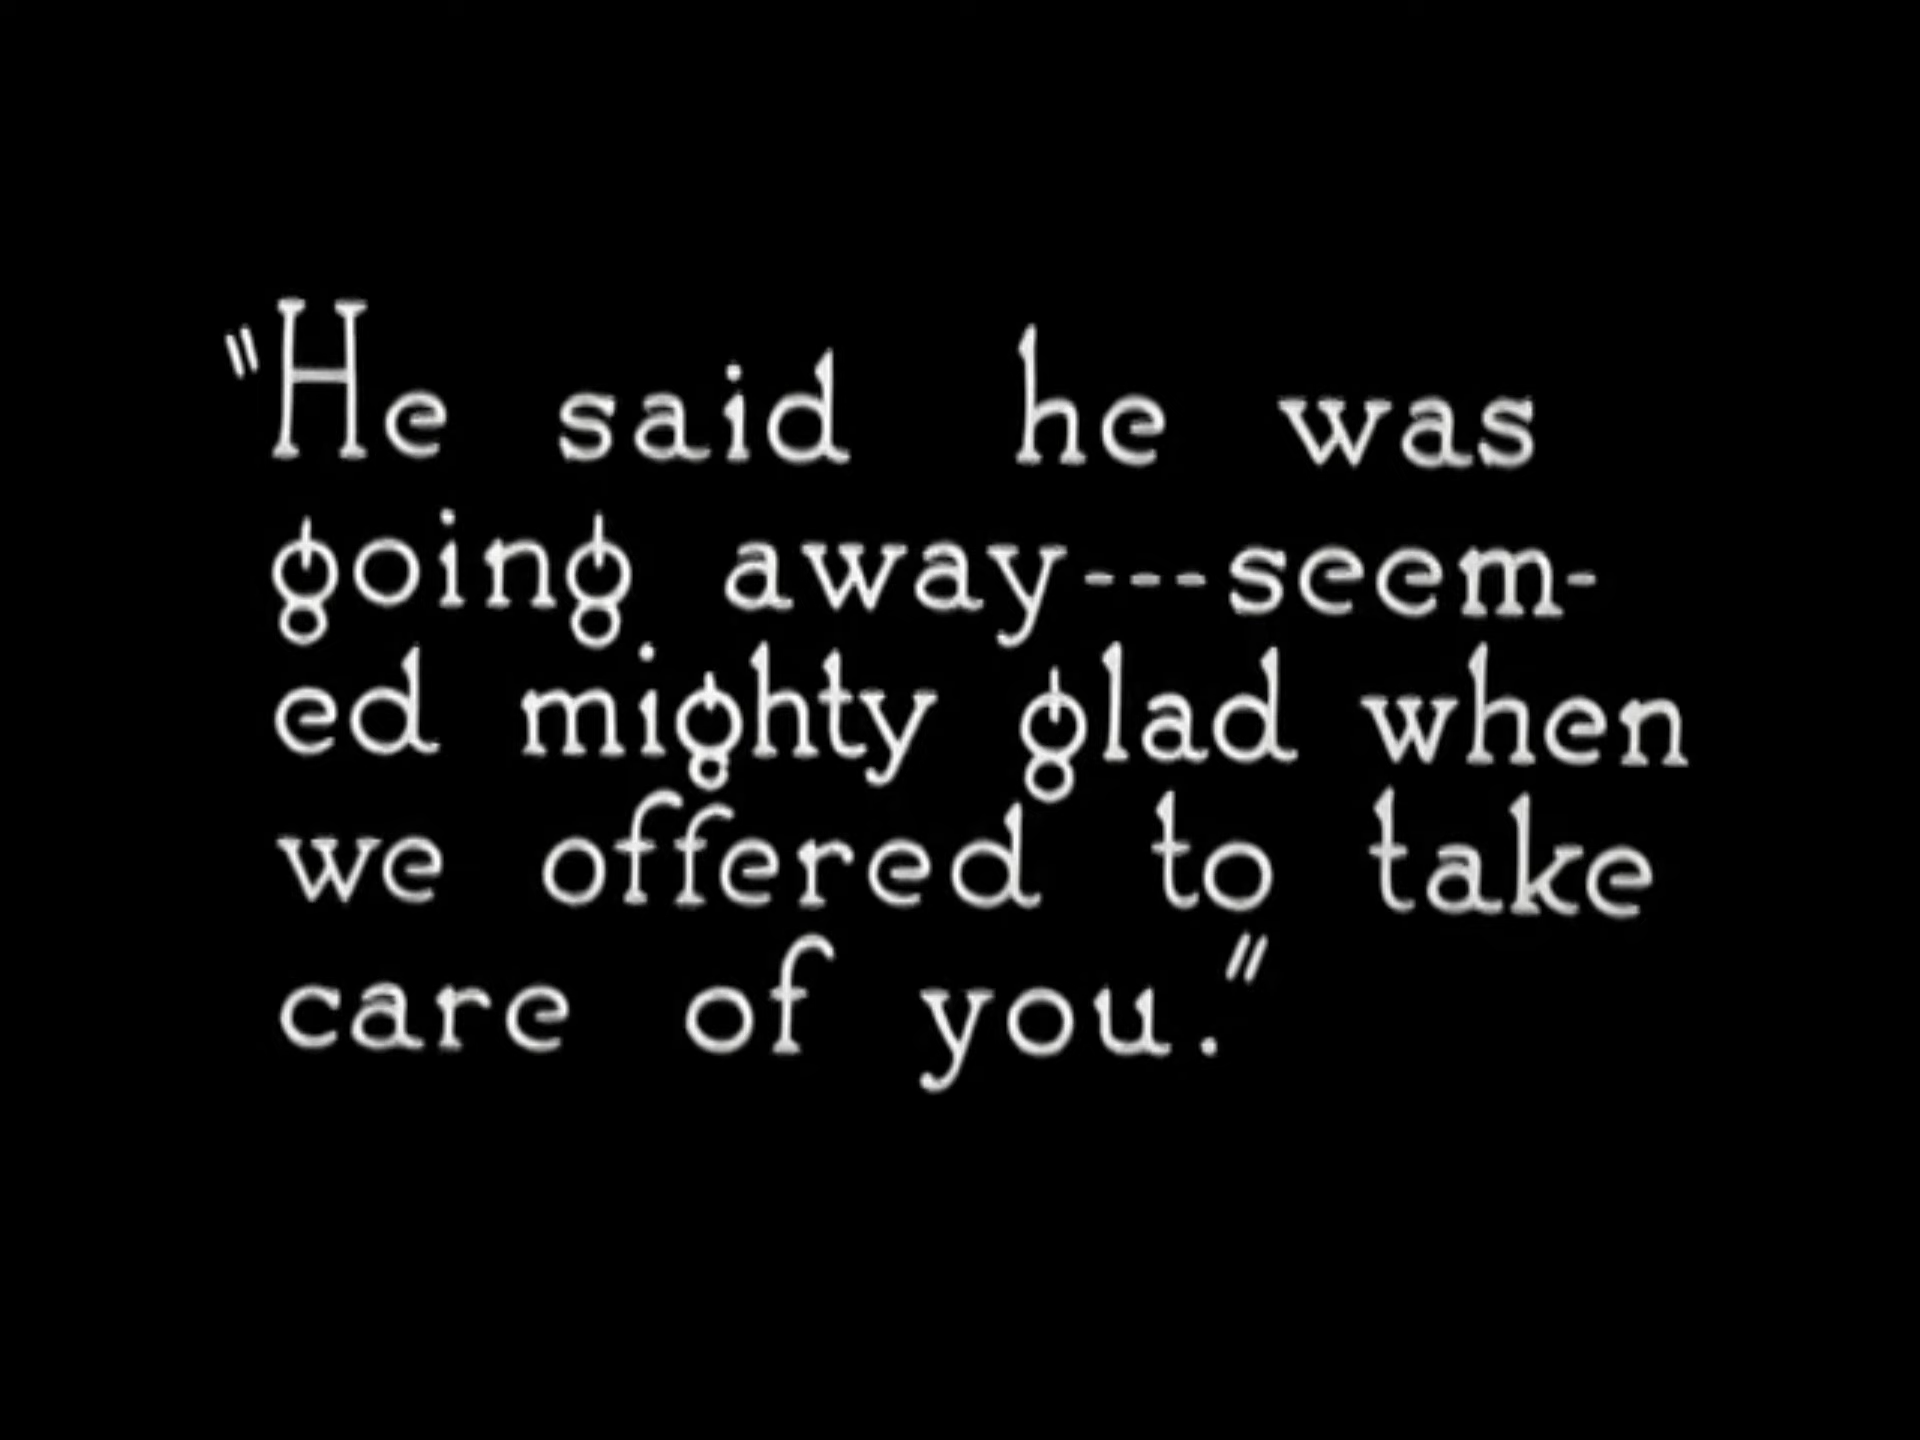 "He said he was
going away---seem-
ed mighty glad when
we offered to take
care of you."